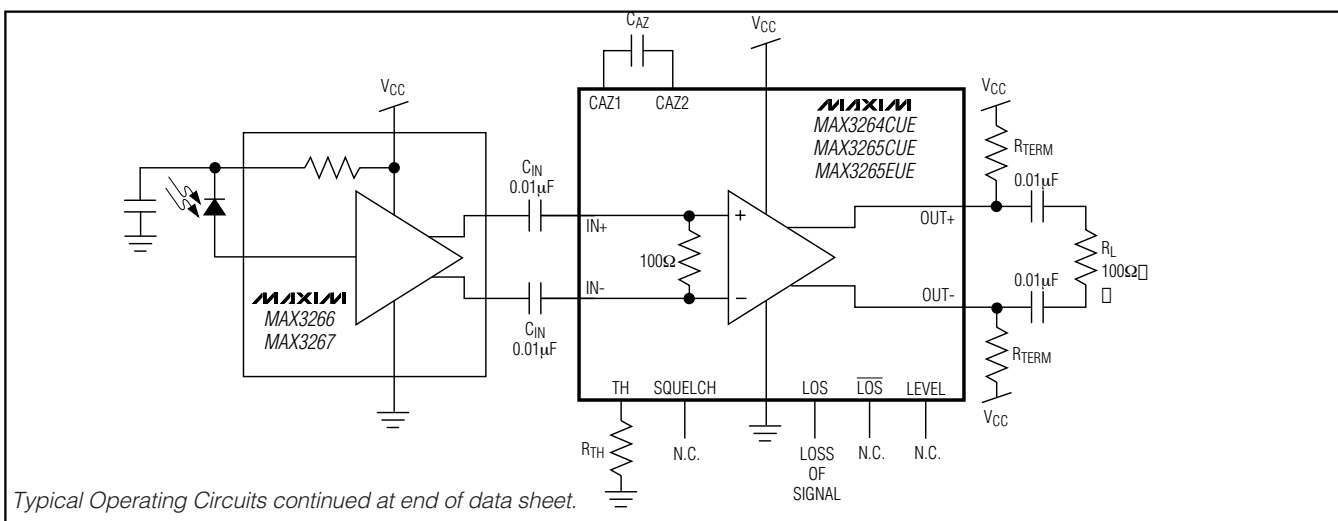 CAZ
VCC
CAZ1
CAZ2
MAXIM
MAX3264CUE
MAX3265CUE
MAX3265EUE
VCC
VCC
RTERM
CIN
0.01μF
0.01μF
IN+
OUT+
100Ω
RL
100Ω
IN-
OUT-
0.01μF
MAXIM
MAX3266
MAX3267
CIN
0.01μF
RTERM
TH
SQUELCH
LOS
LOS
LEVEL
VCC
RTH
N.C.
LOSS
OF
SIGNAL
N.C.
N.C.
+
−
Typical Operating Circuits continued at end of data sheet.